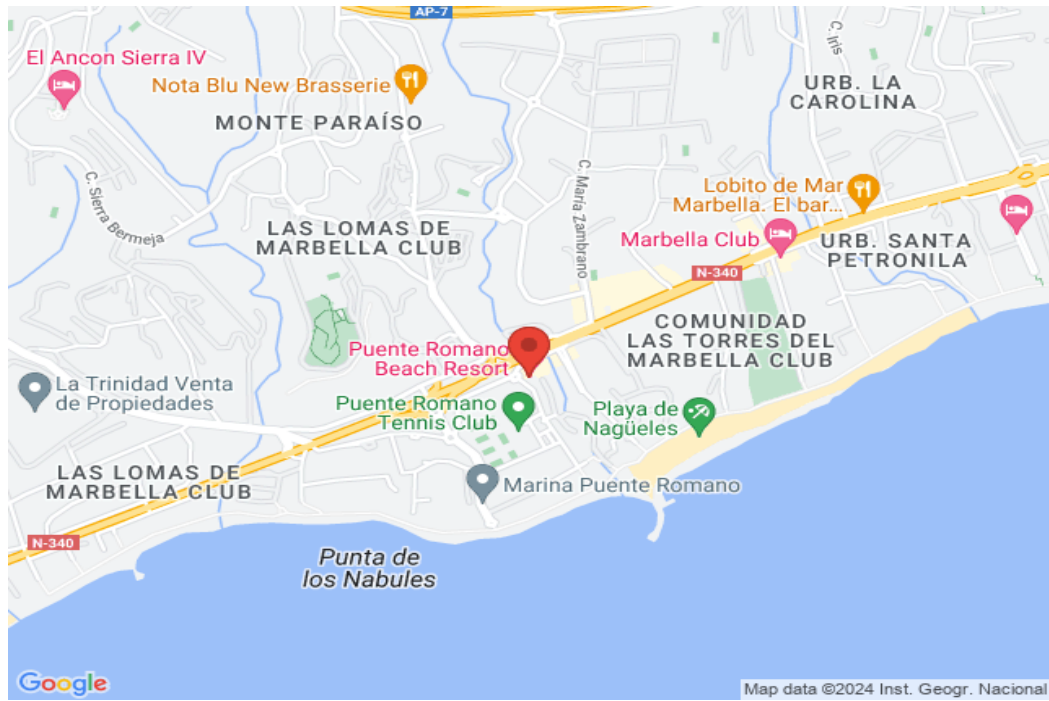 AP-7
El Ancon Sierra IV
Nota Blu New Brasserie
MONTE PARAÍSO
C. Iris
URB. LA
CAROLINA
C. Sierra Bermeja
C. María Zambrano
Lobito de Mar
Marbella. El bar...
LAS LOMAS DE
MARBELLA CLUB
Marbella Club
URB. SANTA
PETRONILA
N-340
COMUNIDAD
LAS TORRES DEL
MARBELLA CLUB
Puente Romano
Beach Resort
La Trinidad Venta
de Propiedades
Puente Romano
Tennis Club
Playa de
Nagüeles
LAS LOMAS DE
MARBELLA CLUB
Marina Puente Romano
N-340
Punta de
los Nabules
Google
Map data ©2024 Inst. Geogr. Nacional